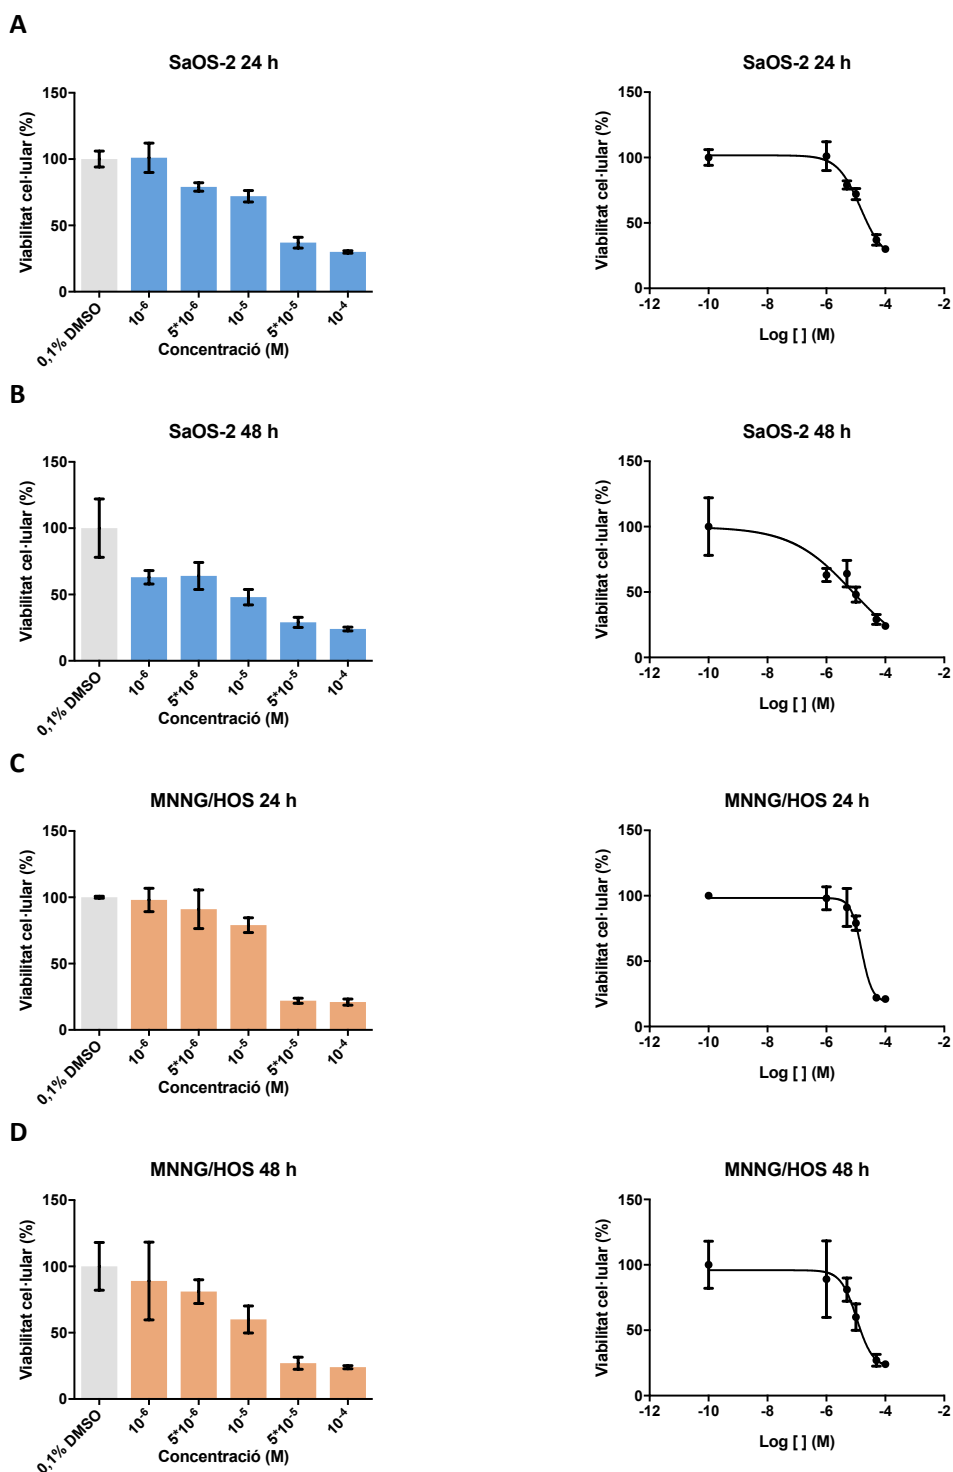 A
SaOS-2 24 h
Viabilitat cel·lular (%)
150
100
50
0
0,1% DMSO
10-6
5*10-6
10-5
5*10-5
10-4
Concentració (M)
SaOS-2 24 h
Viabilitat cel·lular (%)
150
100
50
0
-12
-10
-8
-6
-4
-2
Log [ ] (M)
B
SaOS-2 48 h
Viabilitat cel·lular (%)
150
100
50
0
0,1% DMSO
10-6
5*10-6
10-5
5*10-5
10-4
Concentració (M)
SaOS-2 48 h
Viabilitat cel·lular (%)
150
100
50
0
-12
-10
-8
-6
-4
-2
Log [ ] (M)
C
MNNG/HOS 24 h
Viabilitat cel·lular (%)
150
100
50
0
0,1% DMSO
10-6
5*10-6
10-5
5*10-5
10-4
Concentració (M)
MNNG/HOS 24 h
Viabilitat cel·lular (%)
150
100
50
0
-12
-10
-8
-6
-4
-2
Log [ ] (M)
D
MNNG/HOS 48 h
Viabilitat cel·lular (%)
150
100
50
0
0,1% DMSO
10-6
5*10-6
10-5
5*10-5
10-4
Concentració (M)
MNNG/HOS 48 h
Viabilitat cel·lular (%)
150
100
50
0
-12
-10
-8
-6
-4
-2
Log [ ] (M)